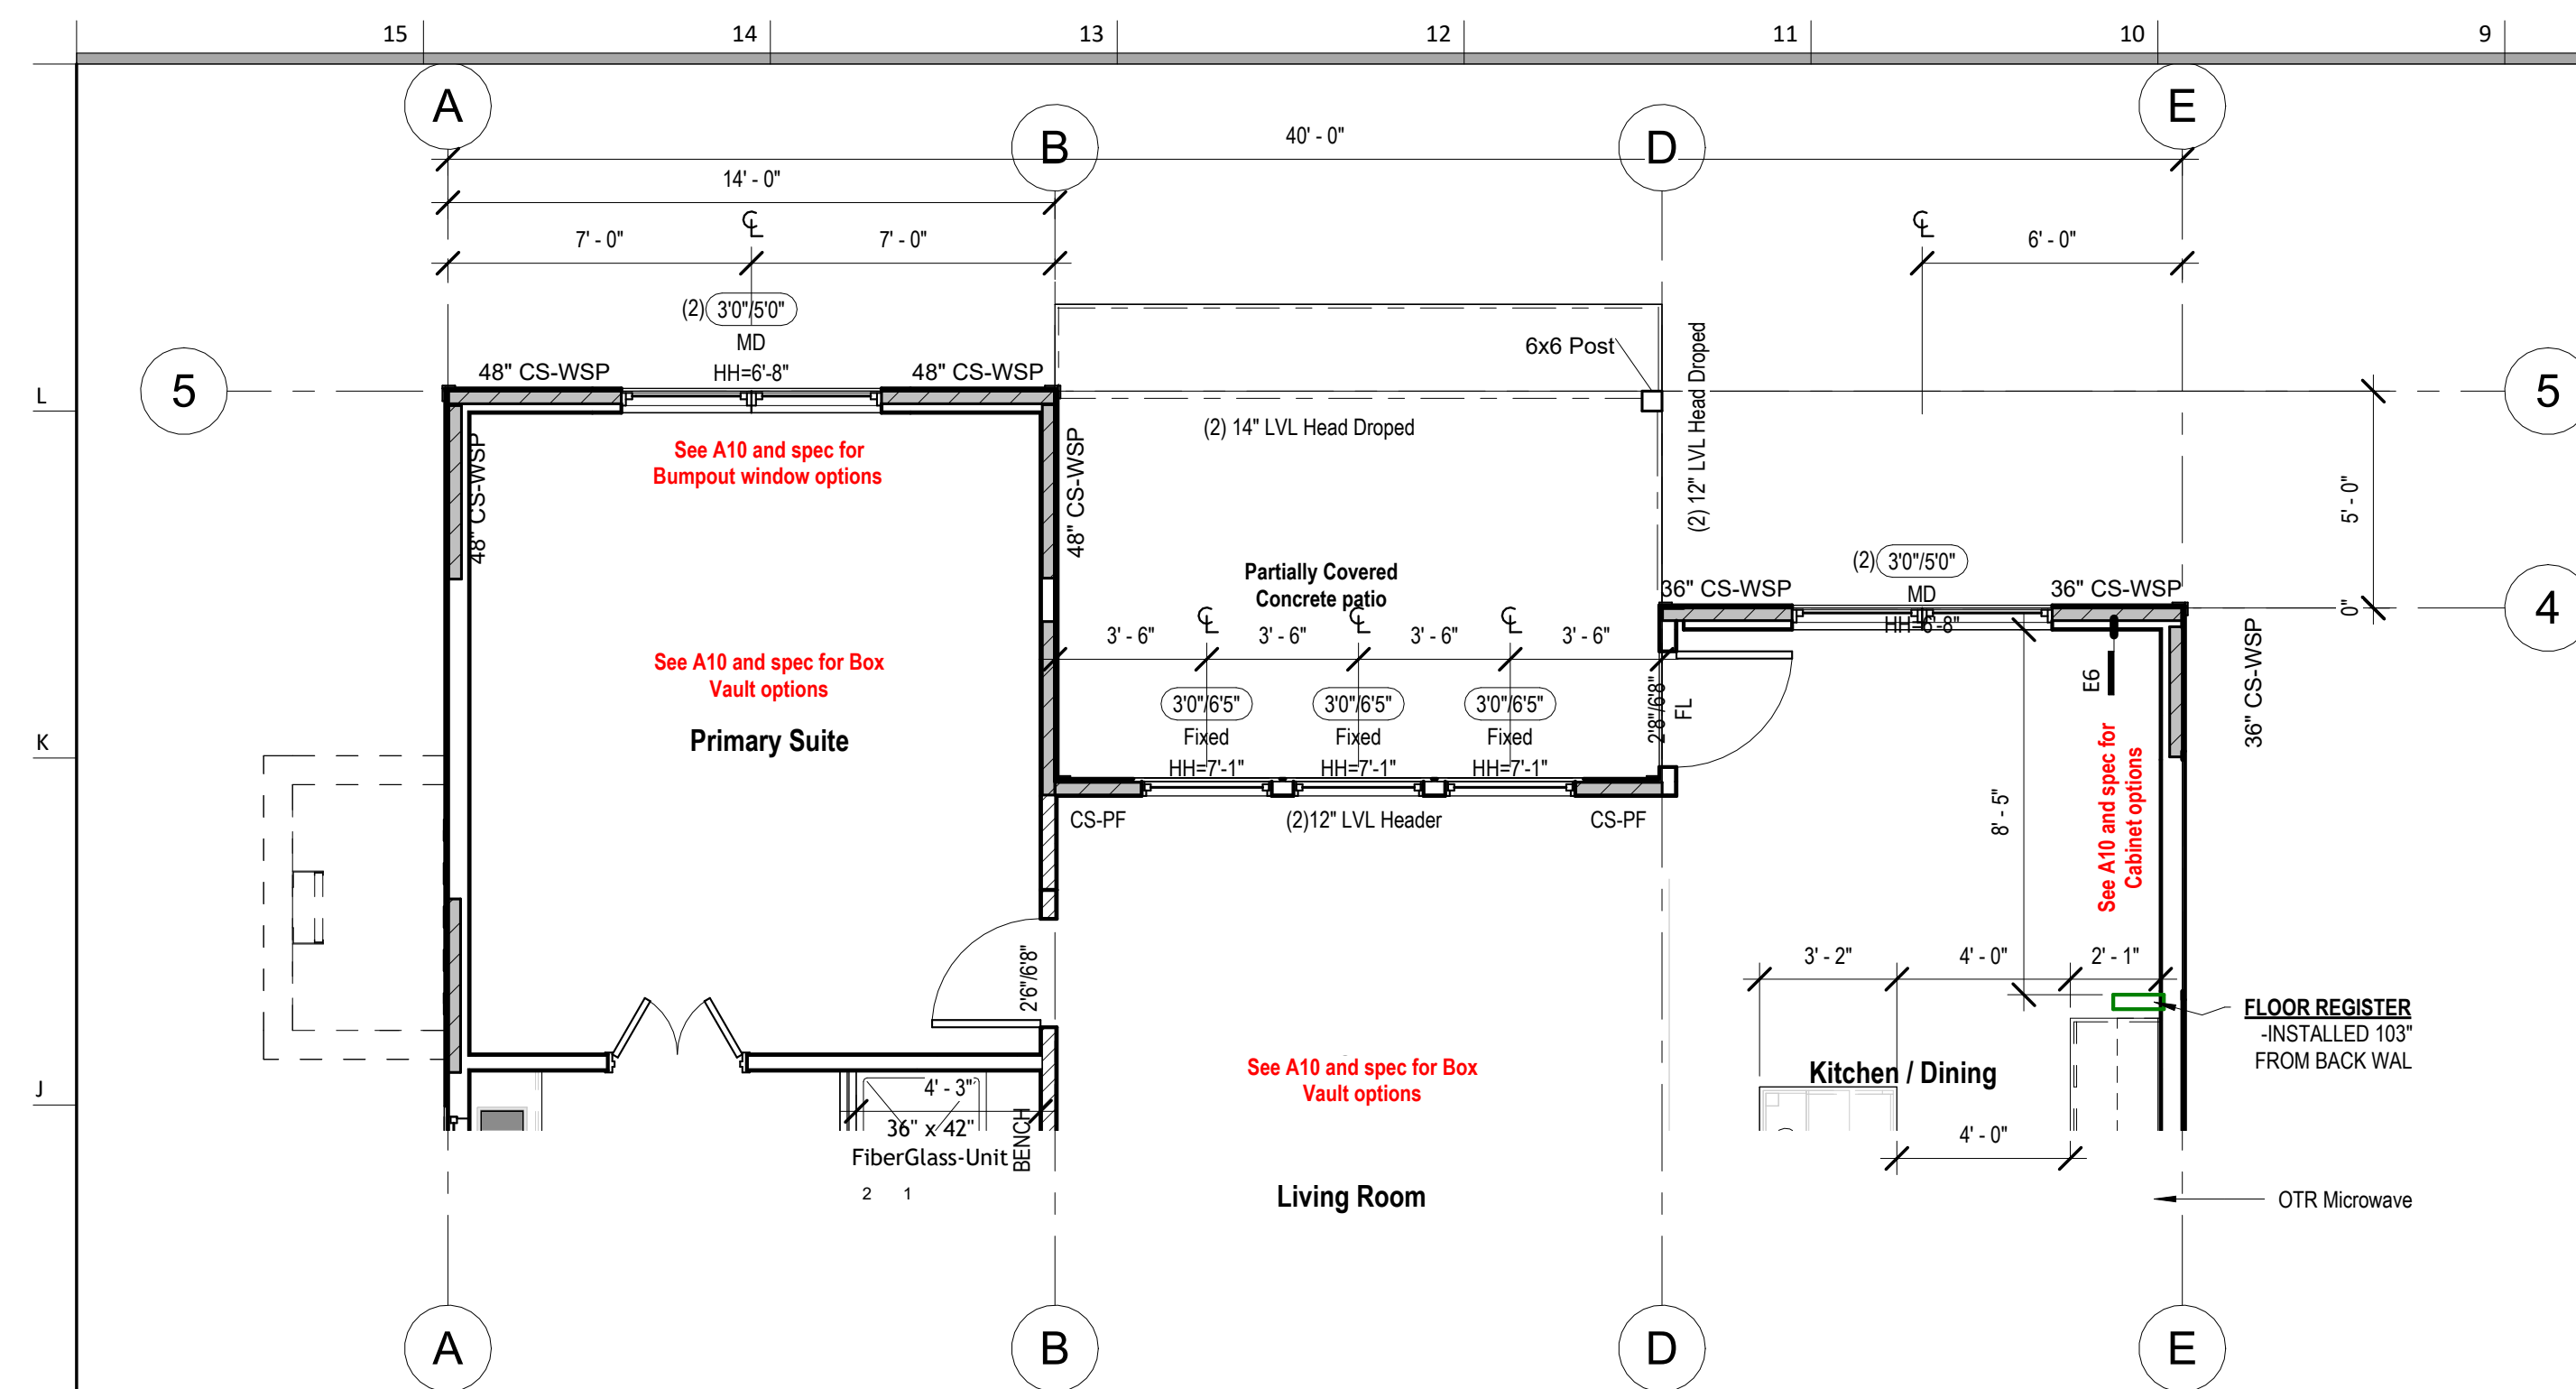 15
14
13
12
11
10
9
A
B
D
E
40' - 0"
14' - 0"
7' - 0"
7' - 0"
6' - 0"
(2) 3'0"/5'0"
MD
HH=6'-8"
48" CS-WSP
48" CS-WSP
5
5
L
6x6 Post
(2) 14" LVL Head Droped
(2) 12" LVL Head Droped
48" CS-WSP
48" CS-WSP
See A10 and spec for
Bumpout window options
5' - 0"
Partially Covered
Concrete patio
(2) 3'0"/5'0"
MD
HH=6'-8"
36" CS-WSP
36" CS-WSP
4
0"
3' - 6"
3' - 6"
3' - 6"
3' - 6"
See A10 and spec for Box
Vault options
Primary Suite
3'0"/6'5"
Fixed
HH=7'-1"
3'0"/6'5"
Fixed
HH=7'-1"
3'0"/6'5"
Fixed
HH=7'-1"
2'8"/6'8"
FL
E6
36" CS-WSP
K
CS-PF
(2)12" LVL Header
CS-PF
8' - 5"
See A10 and spec for
Cabinet options
2'6"/6'8"
3' - 2"
4' - 0"
2' - 1"
FLOOR REGISTER
-INSTALLED 103"
FROM BACK WAL
See A10 and spec for Box
Vault options
Kitchen / Dining
J
4' - 3"
36" x 42"
FiberGlass-Unit
BENCH
2 1
4' - 0"
Living Room
OTR Microwave
A
B
D
E